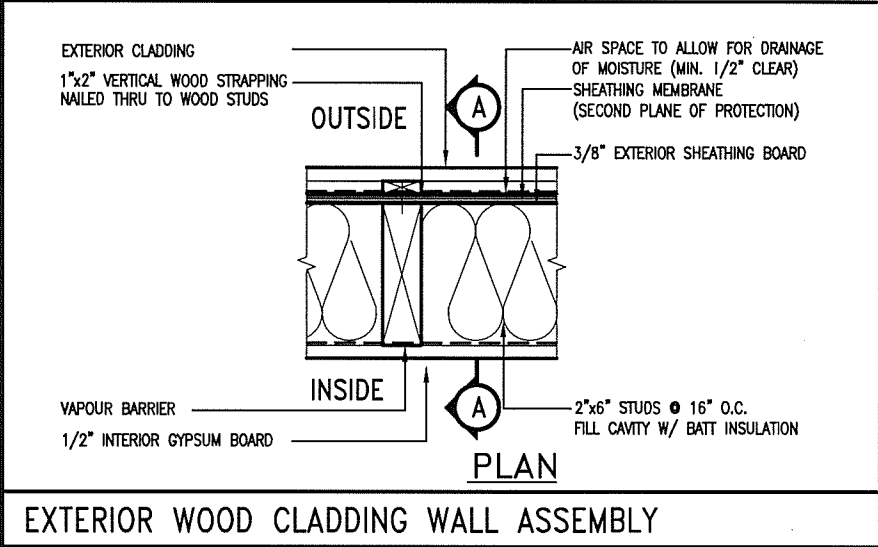 EXTERIOR CLADDING
1"x2" VERTICAL WOOD STRAPPING
NAILED THRU TO WOOD STUDS
OUTSIDE
A
AIR SPACE TO ALLOW FOR DRAINAGE
OF MOISTURE (MIN. 1/2" CLEAR)
SHEATHING MEMBRANE
(SECOND PLANE OF PROTECTION)
3/8" EXTERIOR SHEATHING BOARD
INSIDE
A
VAPOUR BARRIER
1/2" INTERIOR GYPSUM BOARD
2"x6" STUDS @ 16" O.C.
FILL CAVITY W/ BATT INSULATION
PLAN
EXTERIOR WOOD CLADDING WALL ASSEMBLY